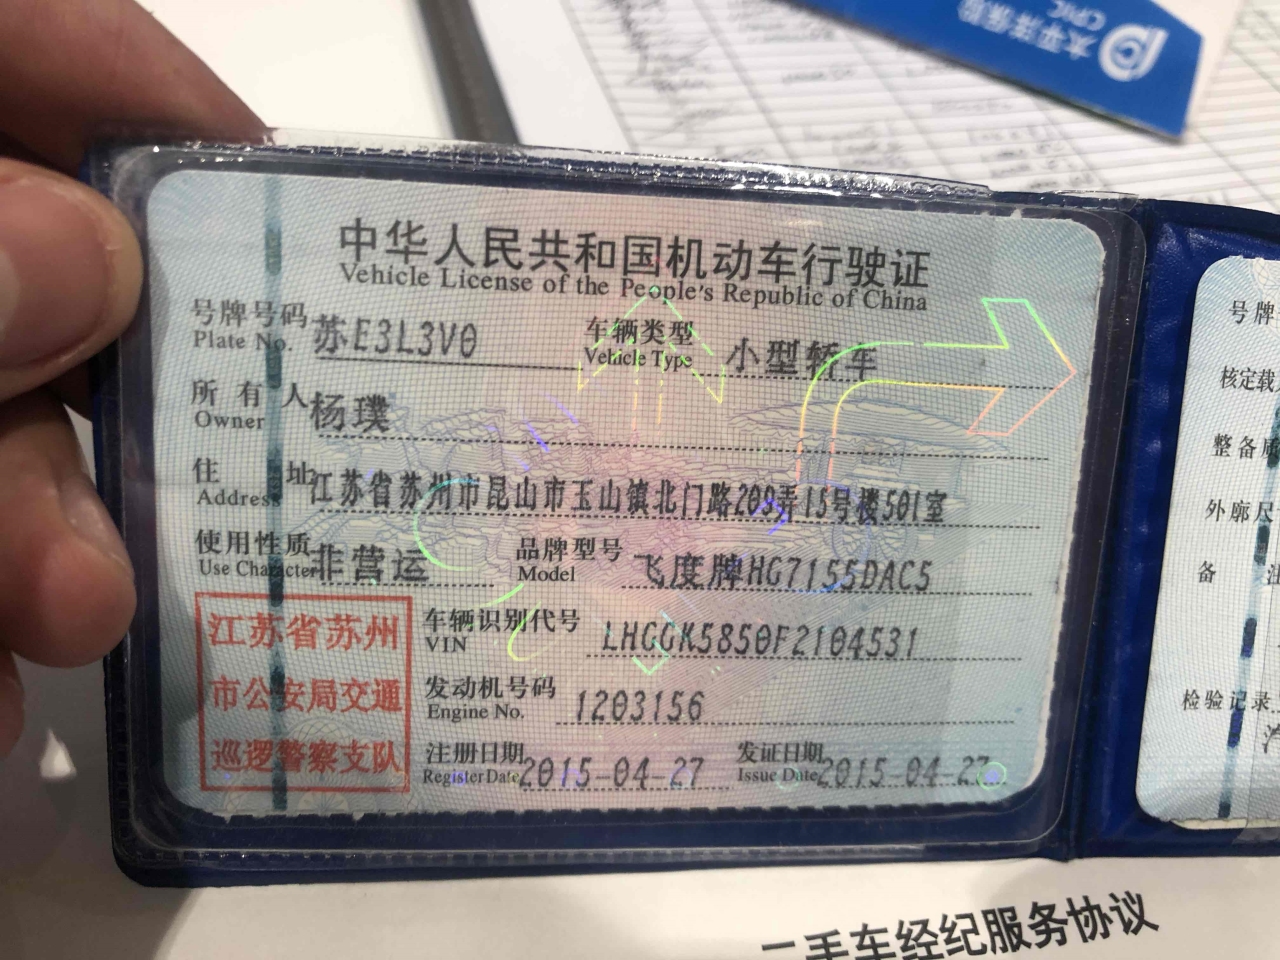 太平洋保险
CPIC
中华人民共和国机动车行驶证
Vehicle License of the People's Republic of China
号牌号码 苏E3L3V0 车辆类型 小型轿车
Plate No. Vehicle Type
所有人 杨璞
Owner
住址 江苏省苏州市昆山市玉山镇北门路209弄15号楼501室
Address
使用性质 非营运 品牌型号 飞度牌HG7155DAC5
Use Character Model
车辆识别代号 LHGGK5850F2104531
VIN
发动机号码 1203156
Engine No.
注册日期 2015-04-27 发证日期 2015-04-27
Register Date Issue Date
江苏省苏州
市公安局交通
巡逻警察支队
号牌
核定载
整备质
外廓尺
备 注
检验记录
二手车经纪服务协议